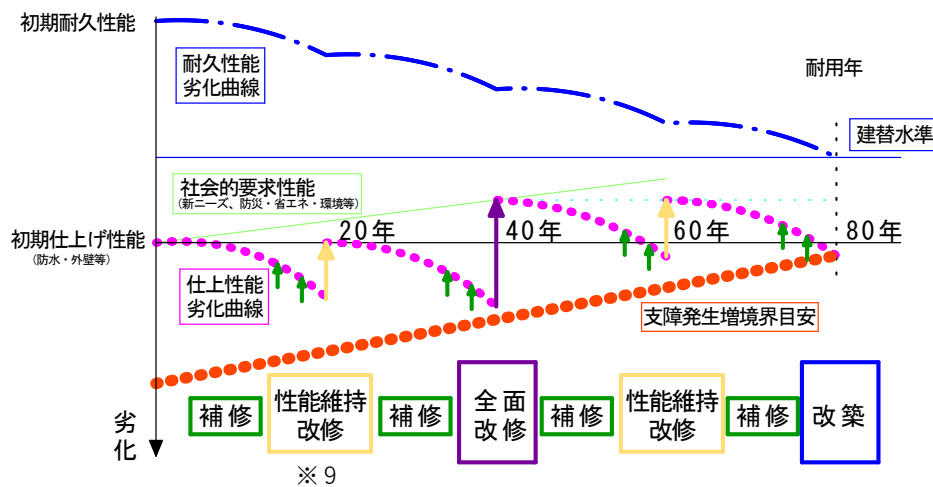 初期耐久性能
耐久性能
劣化曲線
耐用年
建替水準
社会的要求性能
(新ニーズ、防災・省エネ・環境等)
初期仕上げ性能
(防水・外壁等)
20年
40年
60年
80年
仕上性能
劣化曲線
支障発生増境界目安
劣化
補修
性能維持
改修
補修
全面
改修
補修
性能維持
改修
補修
改築
※9